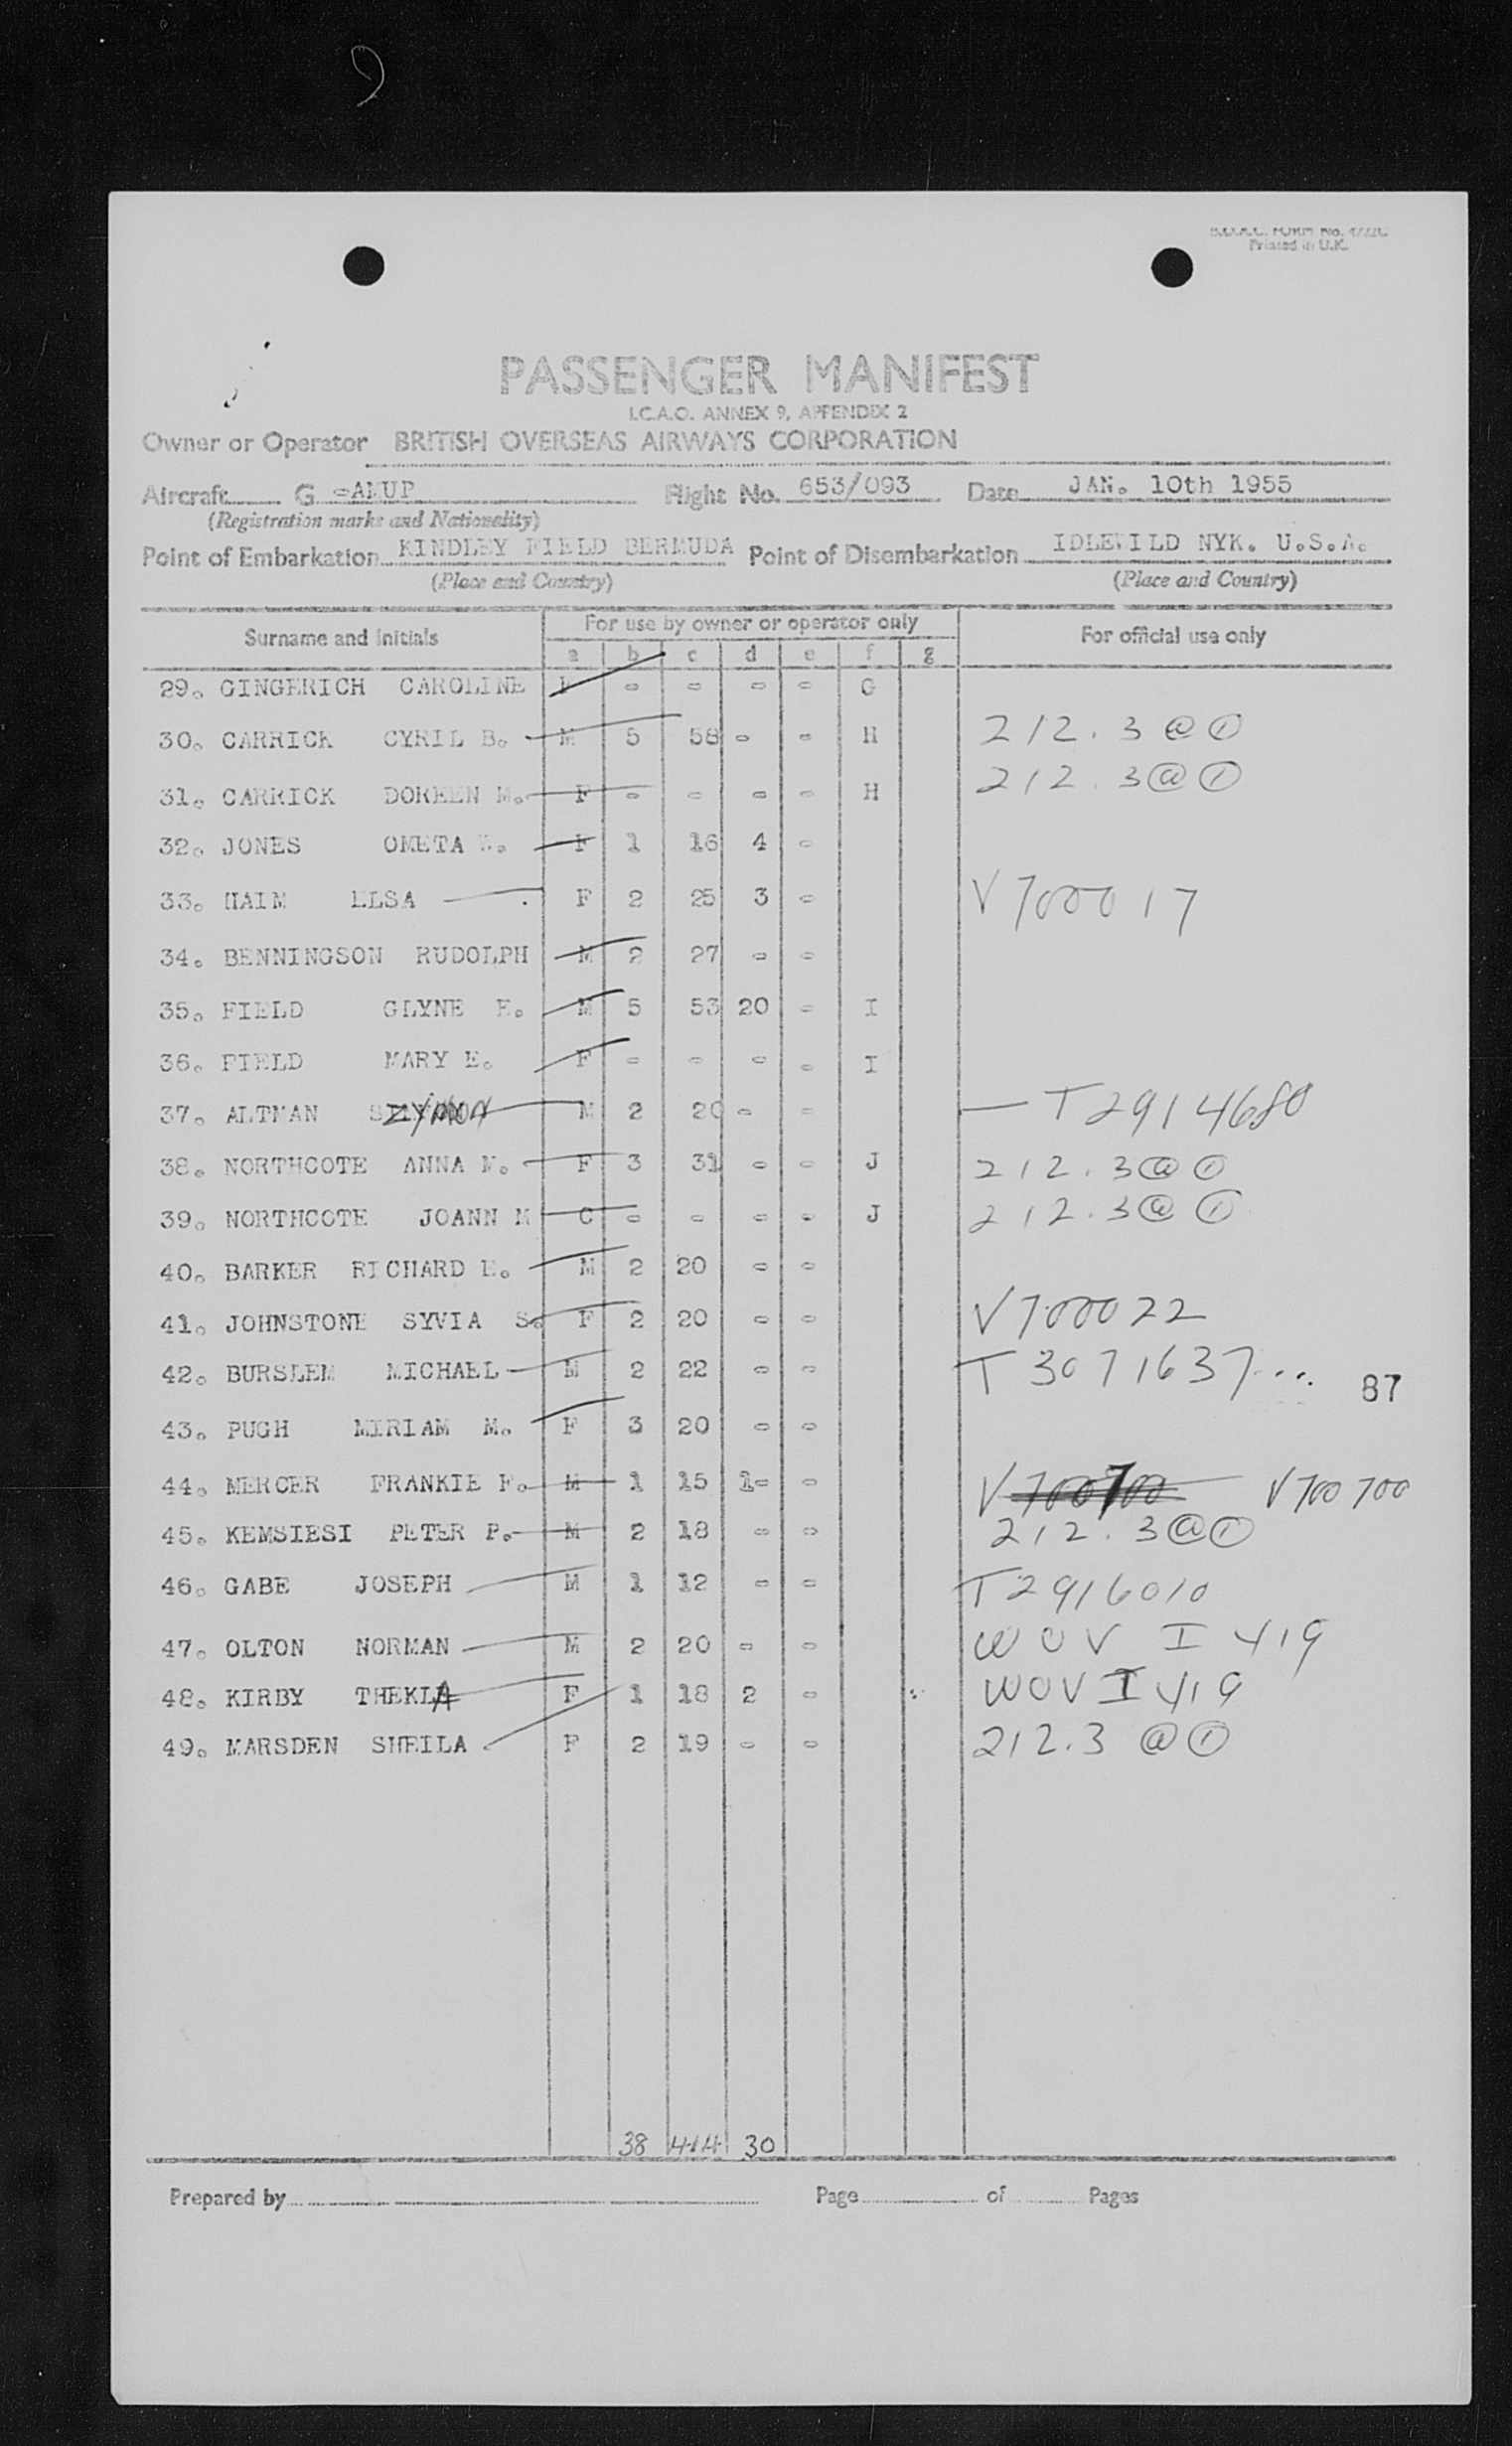 Printed in U.K.
PASSENGER MANIFEST
I.C.A.O. ANNEX 9, APPENDIX 2
Owner or Operator BRITISH OVERSEAS AIRWAYS CORPORATION
Aircraft G Flight No. 653/093 Date JAN. 10th 1955
(Registration marks and Nationality)
Point of Embarkation KINDLEY FIELD BERMUDA Point of Disembarkation IDLEWILD NYK. U.S.A.
(Place and Country) (Place and Country)
Surname and Initials For use by owner or operator only For official use only
a b c d e f g
29. GINGERICH CAROLINE F - - - - G
30. CARRICK CYRIL B. M 5 58 - - H 212.3@①
31. CARRICK DOREEN M. F - - - - H 212.3@①
32. JONES OMETA F 1 16 4 -
33. HAIM ELSA F 2 25 3 - V700017
34. BENNINGSON RUDOLPH M 2 27 - -
35. FIELD GLYNE M 5 53 20 - I
36. FIELD MARY E. F - - - - I
37. ALTMAN M 2 20 - - T2914680
38. NORTHCOTE ANNA M. F 3 31 - - J 212.3@①
39. NORTHCOTE JOANN M C - - - - J 212.3@①
40. BARKER RICHARD M 2 20 - -
41. JOHNSTONE SYVIA S. F 2 20 - - V700022
42. BURSLEM MICHAEL M 2 22 - - T3071637... 87
43. PUGH MIRIAM M. F 3 20 - -
44. MERCER FRANKIE F. M 1 15 1- - V700700 V700700
45. KEMSIESI PETER P. M 2 18 - - 212.3@①
46. GABE JOSEPH M 1 12 - - T2916010
47. OLTON NORMAN M 2 20 - - WOV I 419
48. KIRBY THEKLA F 1 18 2 - WOV I 419
49. MARSDEN SHEILA F 2 19 - - 212.3 @①
38 414 30
Prepared by Page of Pages